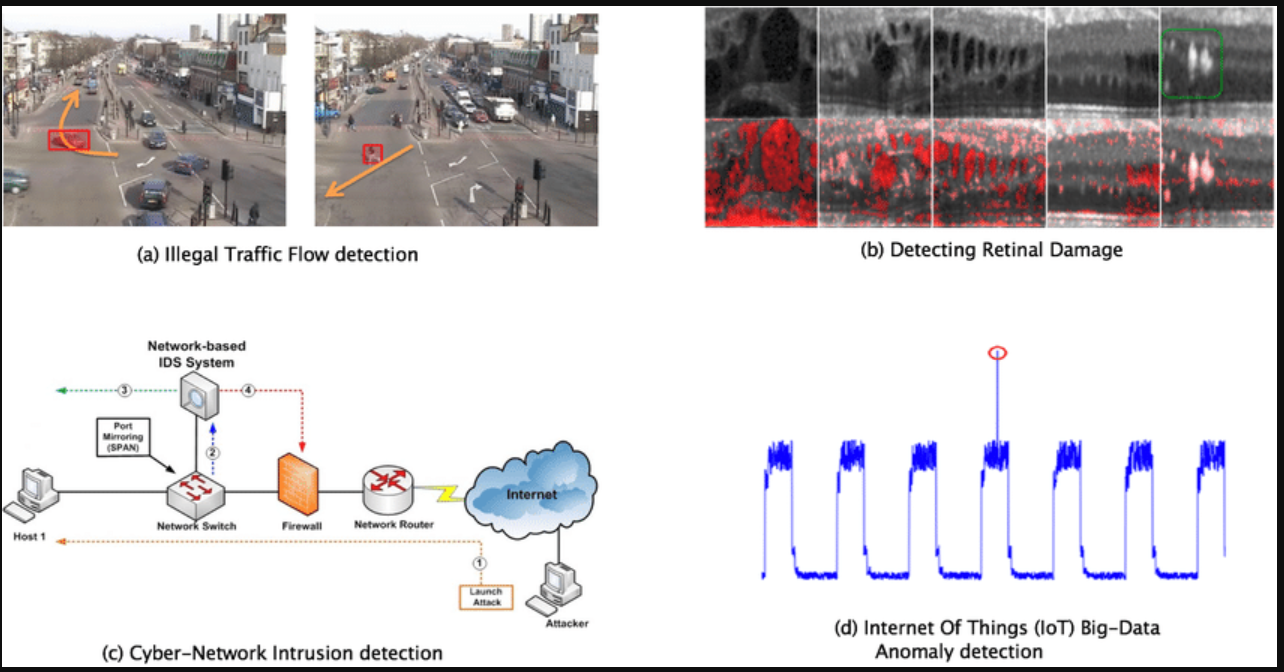 (a) Illegal Traffic Flow detection
(b) Detecting Retinal Damage
Network-based
IDS System
3
4
Port
Mirroring
(SPAN)
2
Internet
Network Switch
Firewall
Network Router
Host 1
1
Launch
Attack
Attacker
(c) Cyber-Network Intrusion detection
(d) Internet Of Things (IoT) Big-Data
Anomaly detection